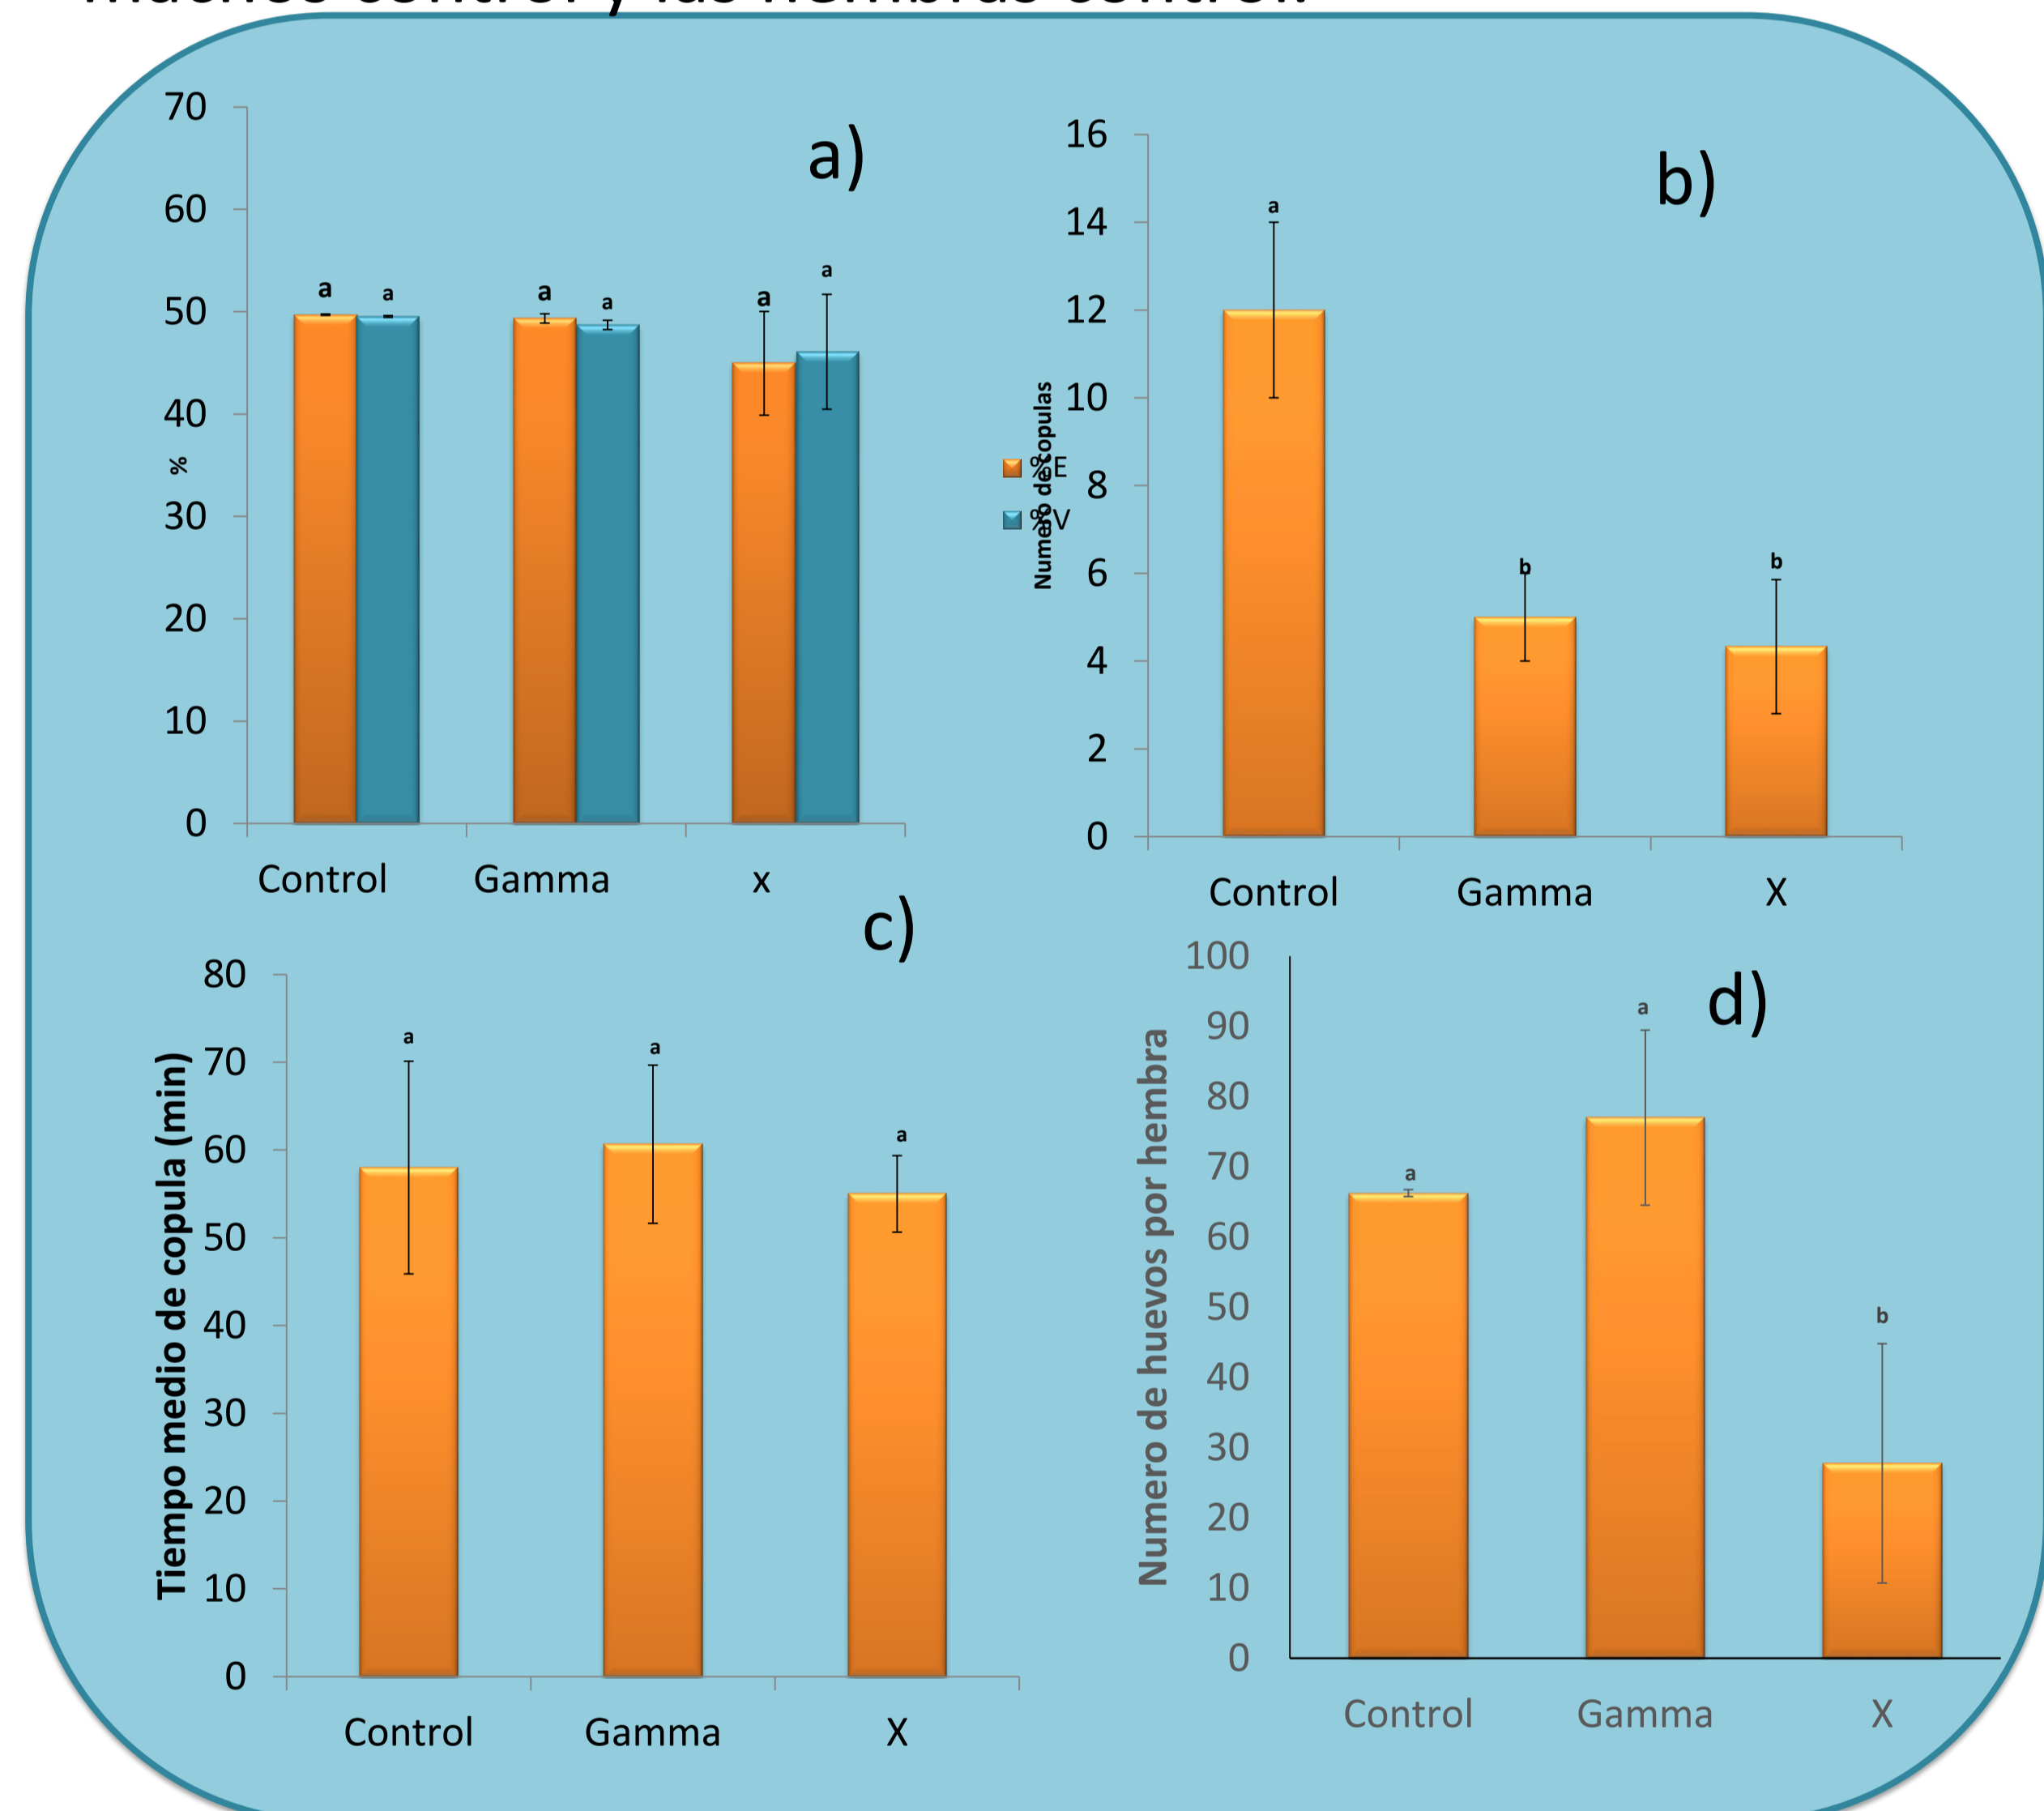 a)
70
60
50
40
30
20
10
0
%
a a a a a a
Control Gamma x
%E
%V
b)
16
14
12
10
8
6
4
2
0
Numero de copulas
a b b
Control Gamma X
c)
80
70
60
50
40
30
20
10
0
Tiempo medio de copula (min)
a a a
Control Gamma X
d)
100
90
80
70
60
50
40
30
20
10
0
Numero de huevos por hembra
a a b
Control Gamma X